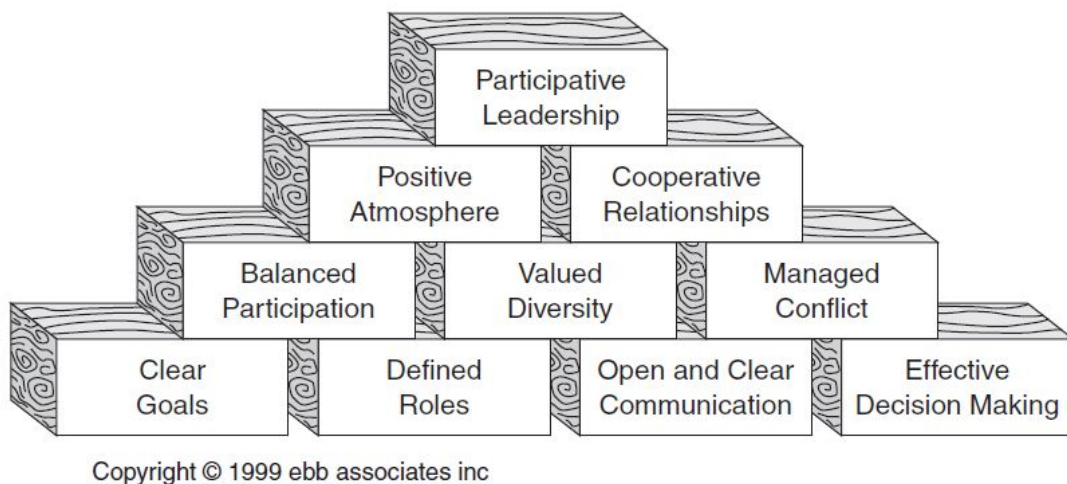 Participative
Leadership
Positive
Atmosphere
Cooperative
Relationships
Balanced
Participation
Valued
Diversity
Managed
Conflict
Clear
Goals
Defined
Roles
Open and Clear
Communication
Effective
Decision Making
Copyright © 1999 ebb associates inc